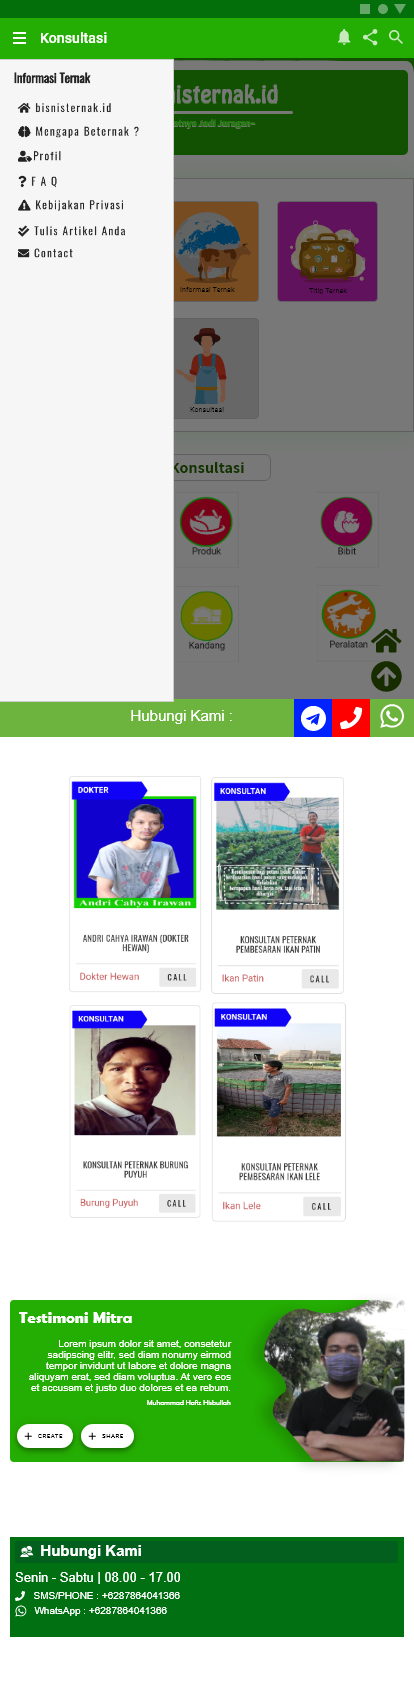 Konsultasi
Informasi Ternak
bisnisternak.id
Mengapa Beternak ?
Profil
F A Q
Kebijakan Privasi
Tulis Artikel Anda
Contact
isternak.id
atnya Jadi Juragan~
Informasi Ternak
Titip Ternak
Konsultasi
Konsultasi
Produk
Bibit
Kandang
Peralatan
Hubungi Kami :
DOKTER
Andri Cahya Irawan
ANDRI CAHYA IRAWAN (DOKTER
HEWAN)
Dokter Hewan
CALL
KONSULTAN
KONSULTAN PETERNAK
PEMBESARAN IKAN PATIN
Ikan Patin
CALL
KONSULTAN
KONSULTAN PETERNAK BURUNG
PUYUH
Burung Puyuh
CALL
KONSULTAN
KONSULTAN PETERNAK
PEMBESARAN IKAN LELE
Ikan Lele
CALL
Testimoni Mitra
Lorem ipsum dolor sit amet, consetetur
sadipscing elitr, sed diam nonumy eirmod
tempor invidunt ut labore et dolore magna
aliquyam erat, sed diam voluptua. At vero eos
et accusam et justo duo dolores et ea rebum.
Muhammad Hafiz Hisbullah
CREATE
SHARE
Hubungi Kami
Senin - Sabtu | 08.00 - 17.00
SMS/PHONE : +6287864041366
WhatsApp : +6287864041366